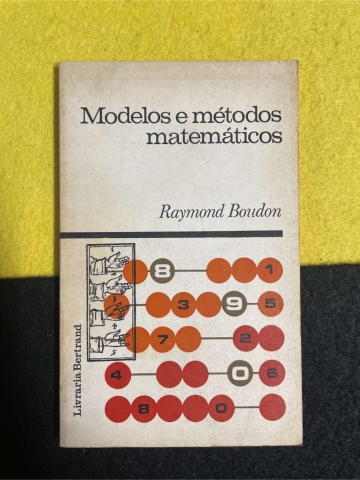 Modelos e métodos
matemáticos
Raymond Boudon
8 1
3 9 5
7 2
4 0 6
8 0
Livraria Bertrand